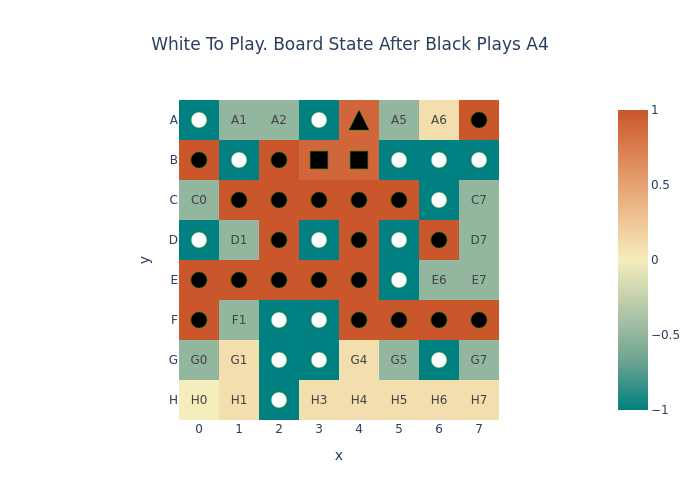 White To Play. Board State After Black Plays A4
A A1 A2 A5 A6
B
C C0 C7
D D1 D7
E E6 E7
F F1
G G0 G1 G4 G5 G7
H H0 H1 H3 H4 H5 H6 H7
0 1 2 3 4 5 6 7
x
y
1
0.5
0
−0.5
−1